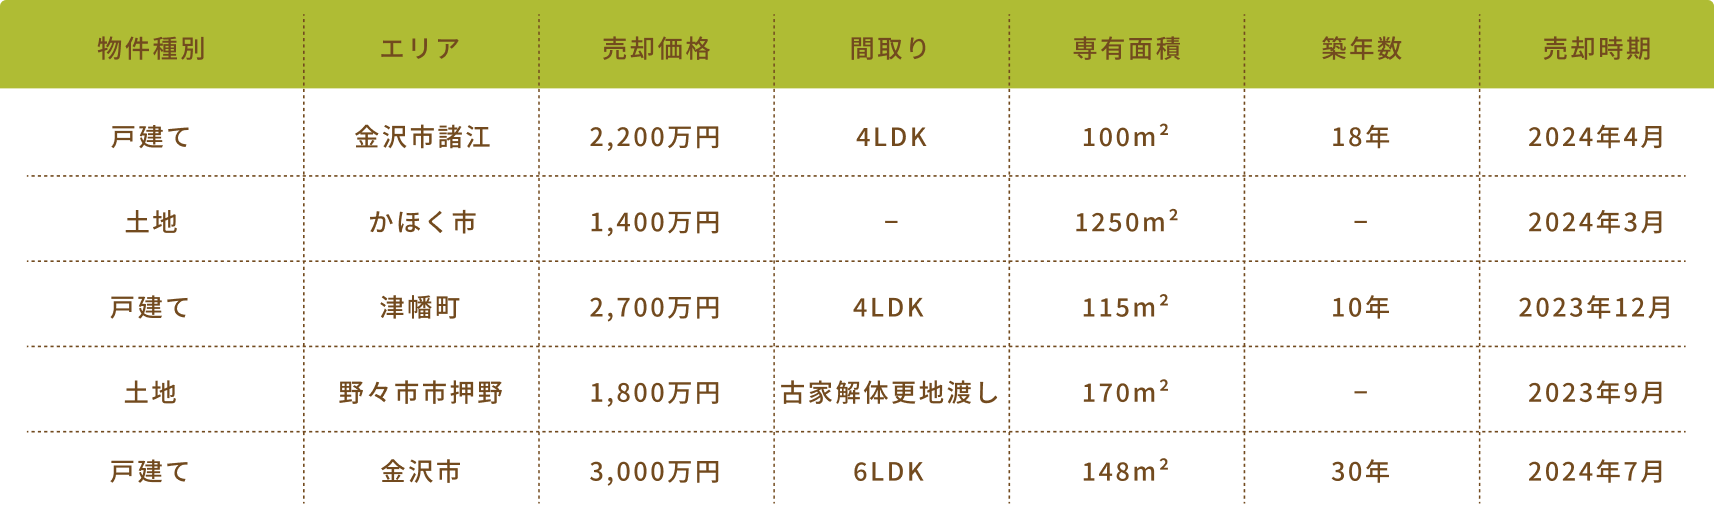 物件種別 エリア 売却価格 間取り 専有面積 築年数 売却時期
戸建て 金沢市諸江 2,200万円 4LDK 100m² 18年 2024年4月
土地 かほく市 1,400万円 − 1250m² − 2024年3月
戸建て 津幡町 2,700万円 4LDK 115m² 10年 2023年12月
土地 野々市市押野 1,800万円 古家解体更地渡し 170m² − 2023年9月
戸建て 金沢市 3,000万円 6LDK 148m² 30年 2024年7月